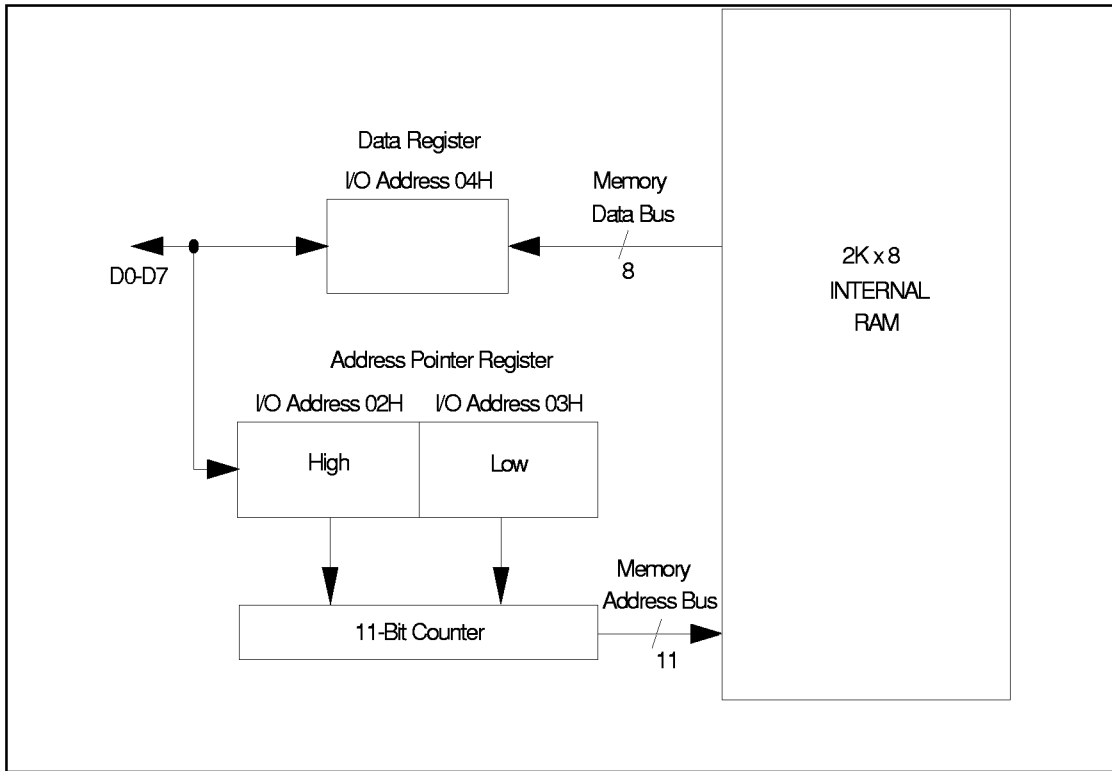 Data Register
I/O Address 04H
Memory
Data Bus
8
D0-D7
2K x 8
INTERNAL
RAM
Address Pointer Register
I/O Address 02H
I/O Address 03H
High
Low
Memory
Address Bus
11-Bit Counter
11